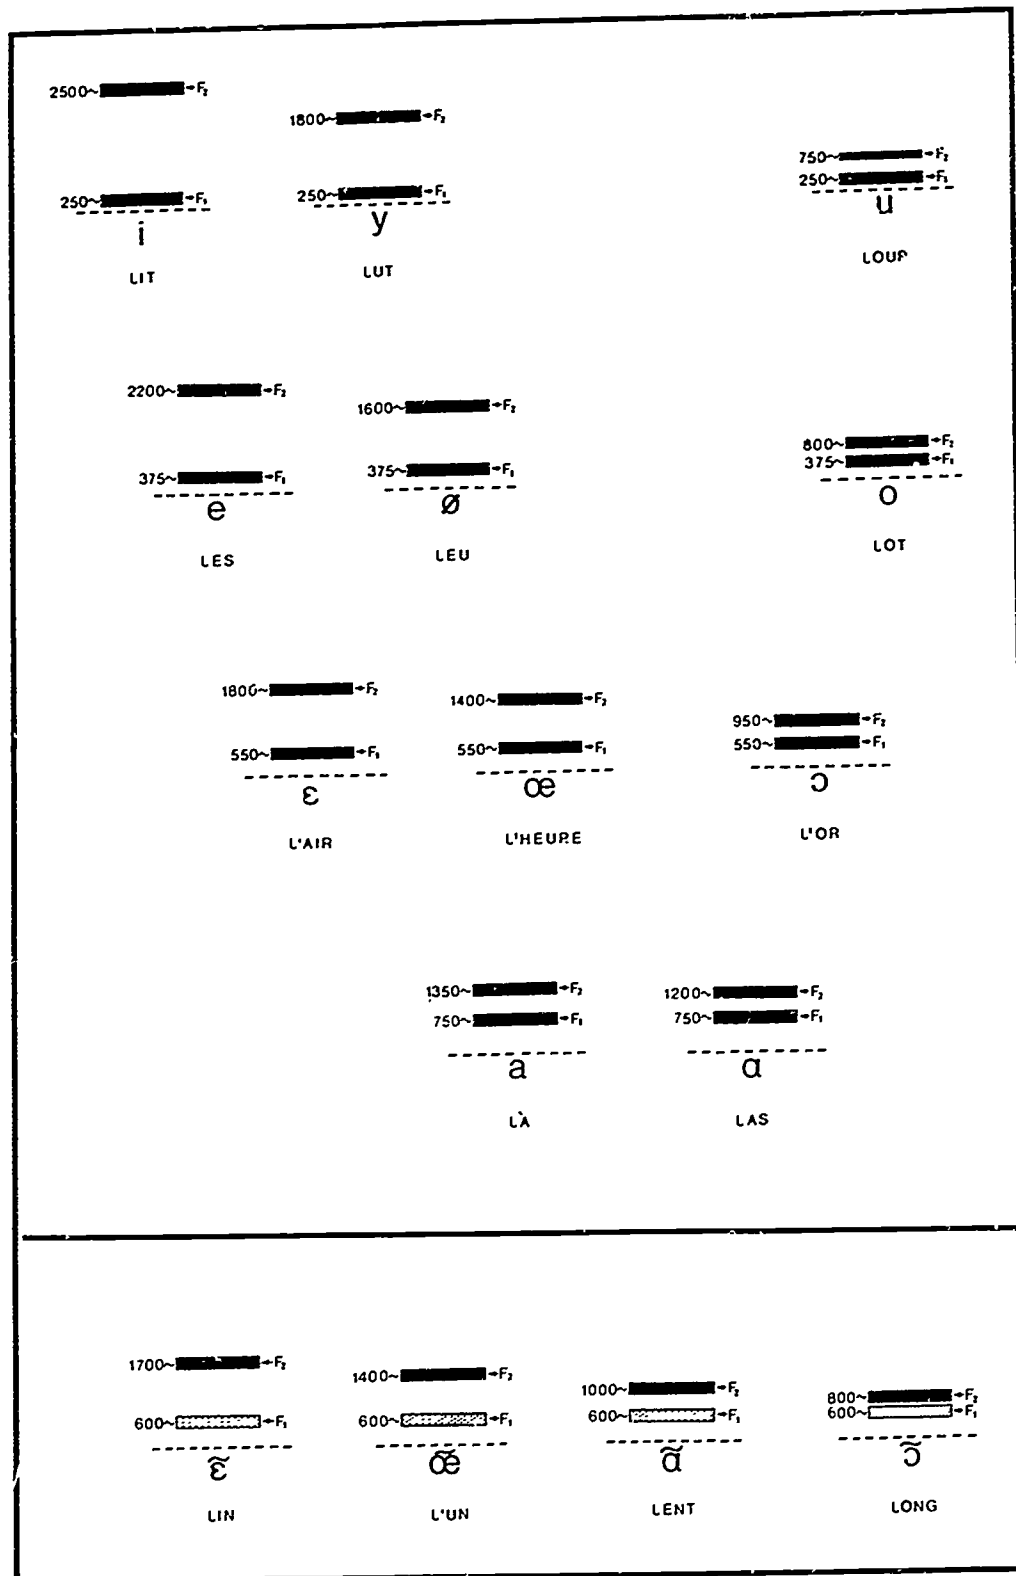 2500~ →F₂
1800~ →F₂
750~ →F₂
250~ →F₁ 250~ →F₁ 250~ →F₁
i y u
LIT LUT LOUP
2200~ →F₂ 1600~ →F₂ 800~ →F₂
375~ →F₁ 375~ →F₁ 375~ →F₁
e ø o
LES LEU LOT
1800~ →F₂ 1400~ →F₂ 950~ →F₂
550~ →F₁ 550~ →F₁ 550~ →F₁
ɛ œ ɔ
L'AIR L'HEURE L'OR
1350~ →F₂ 1200~ →F₂
750~ →F₁ 750~ →F₁
a ɑ
LÀ LAS
1700~ →F₂ 1400~ →F₂ 1000~ →F₂ 800~ →F₂
600~ →F₁ 600~ →F₁ 600~ →F₁ 600~ →F₁
ɛ̃ œ̃ ɑ̃ ɔ̃
LIN L'UN LENT LONG